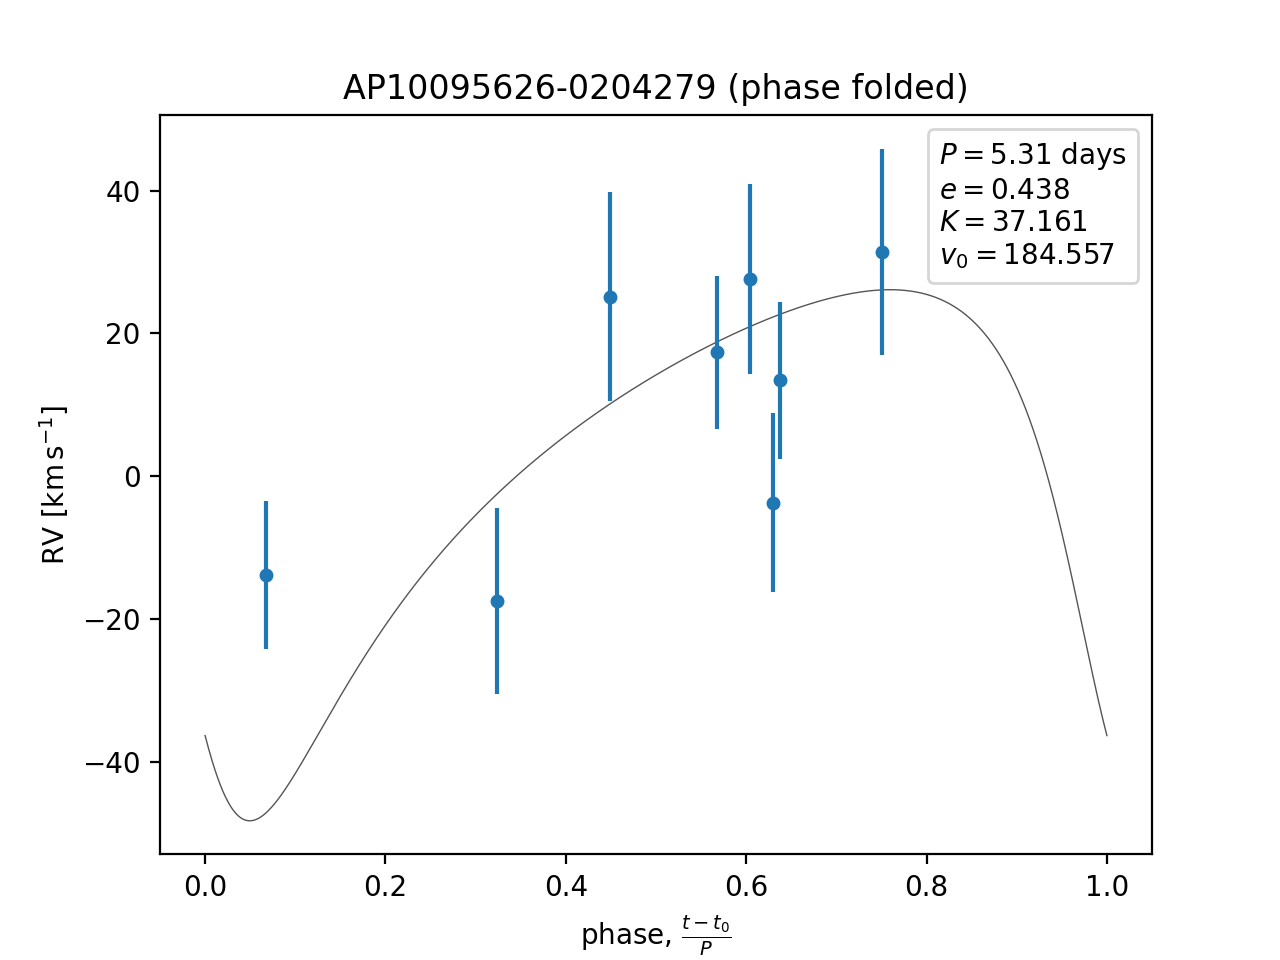 AP10095626-0204279 (phase folded)
P = 5.31 days
e = 0.438
K = 37.161
v₀ = 184.557
RV [km s⁻¹]
40
20
0
−20
−40
0.0 0.2 0.4 0.6 0.8 1.0
phase, (t − t₀)/P